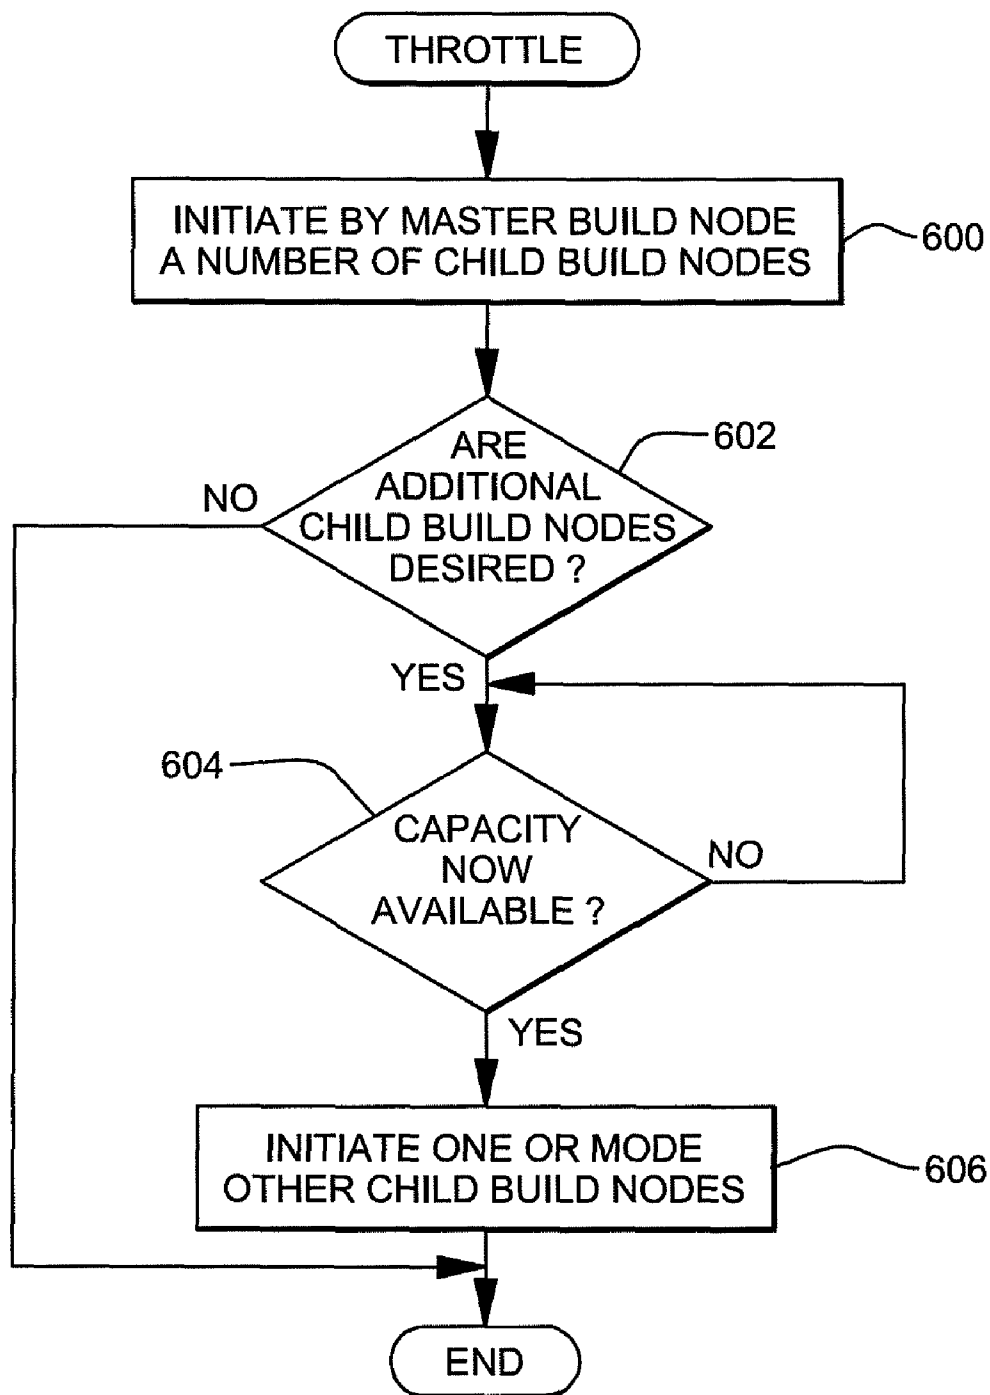 THROTTLE
INITIATE BY MASTER BUILD NODE
A NUMBER OF CHILD BUILD NODES
600
ARE
ADDITIONAL
CHILD BUILD NODES
DESIRED ?
602
NO
YES
604
CAPACITY
NOW
AVAILABLE ?
NO
YES
INITIATE ONE OR MODE
OTHER CHILD BUILD NODES
606
END